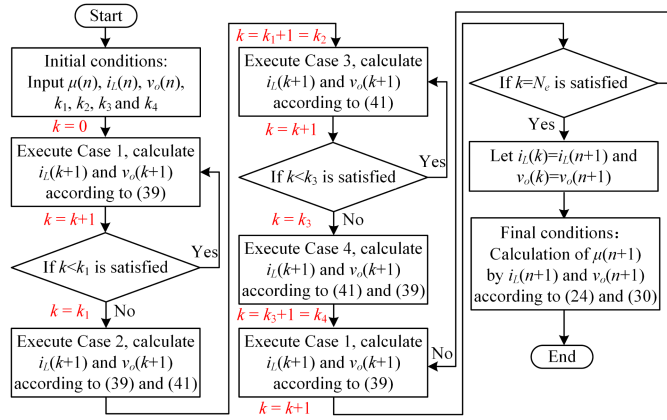 Start
Initial conditions:
Input μ(n), iL(n), vo(n),
k1, k2, k3 and k4
k = 0
Execute Case 1, calculate
iL(k+1) and vo(k+1)
according to (39)
k = k+1
Yes
If k<k1 is satisfied
k = k1
No
Execute Case 2, calculate
iL(k+1) and vo(k+1)
according to (39) and (41)
k = k1+1 = k2
Execute Case 3, calculate
iL(k+1) and vo(k+1)
according to (41)
k = k+1
Yes
If k<k3 is satisfied
k = k3
No
Execute Case 4, calculate
iL(k+1) and vo(k+1)
according to (41) and (39)
k = k3+1 = k4
No
Execute Case 1, calculate
iL(k+1) and vo(k+1)
according to (39)
k = k+1
If k=Ne is satisfied
Yes
Let iL(k)=iL(n+1) and
vo(k)=vo(n+1)
Final conditions:
Calculation of μ(n+1)
by iL(n+1) and vo(n+1)
according to (24) and (30)
End